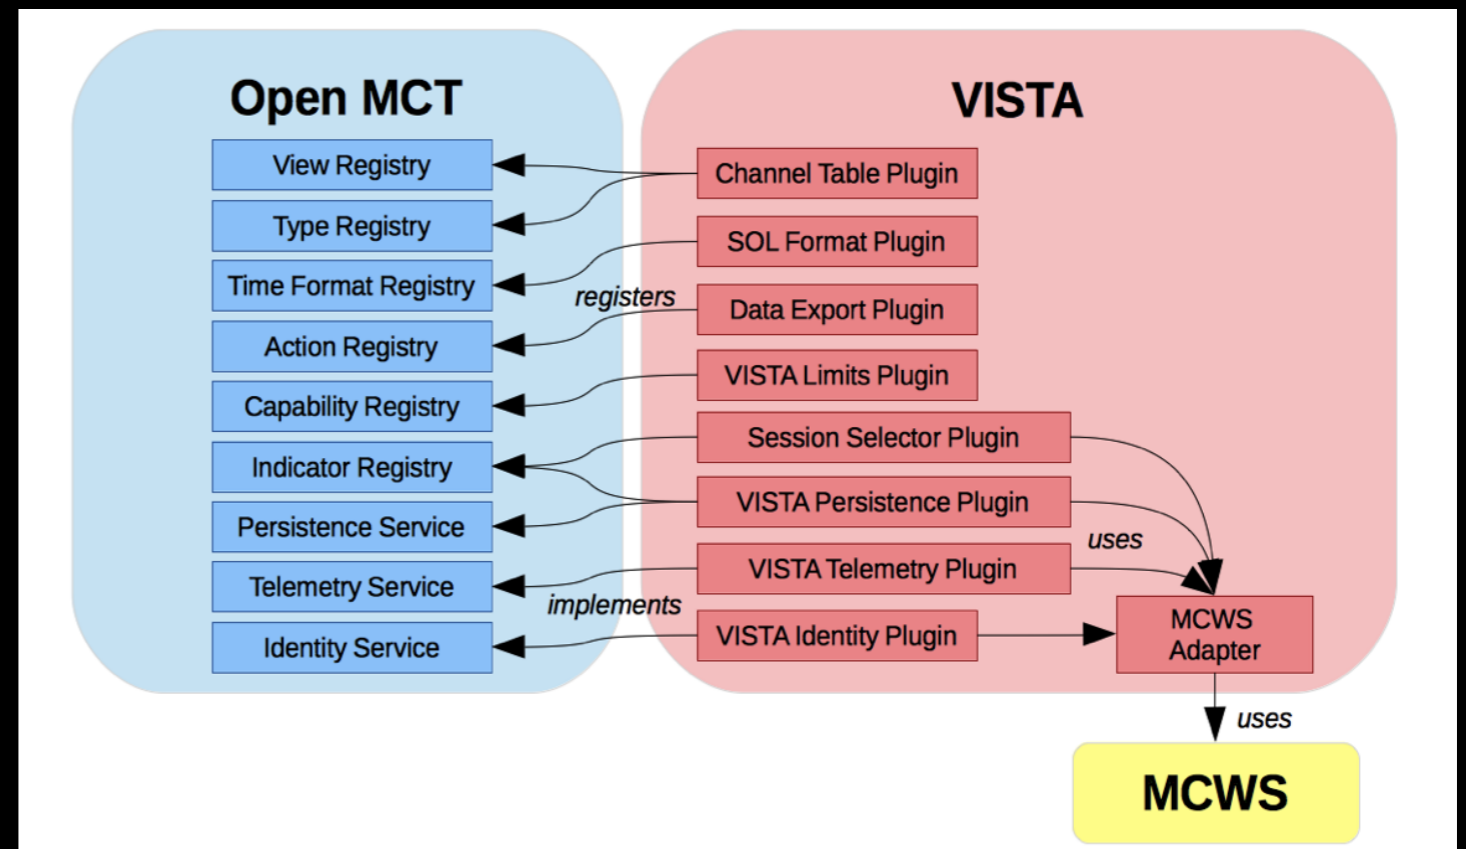 Open MCT
View Registry
Type Registry
Time Format Registry
Action Registry
Capability Registry
Indicator Registry
Persistence Service
Telemetry Service
Identity Service
registers
implements
VISTA
Channel Table Plugin
SOL Format Plugin
Data Export Plugin
VISTA Limits Plugin
Session Selector Plugin
VISTA Persistence Plugin
VISTA Telemetry Plugin
VISTA Identity Plugin
uses
MCWS
Adapter
uses
MCWS